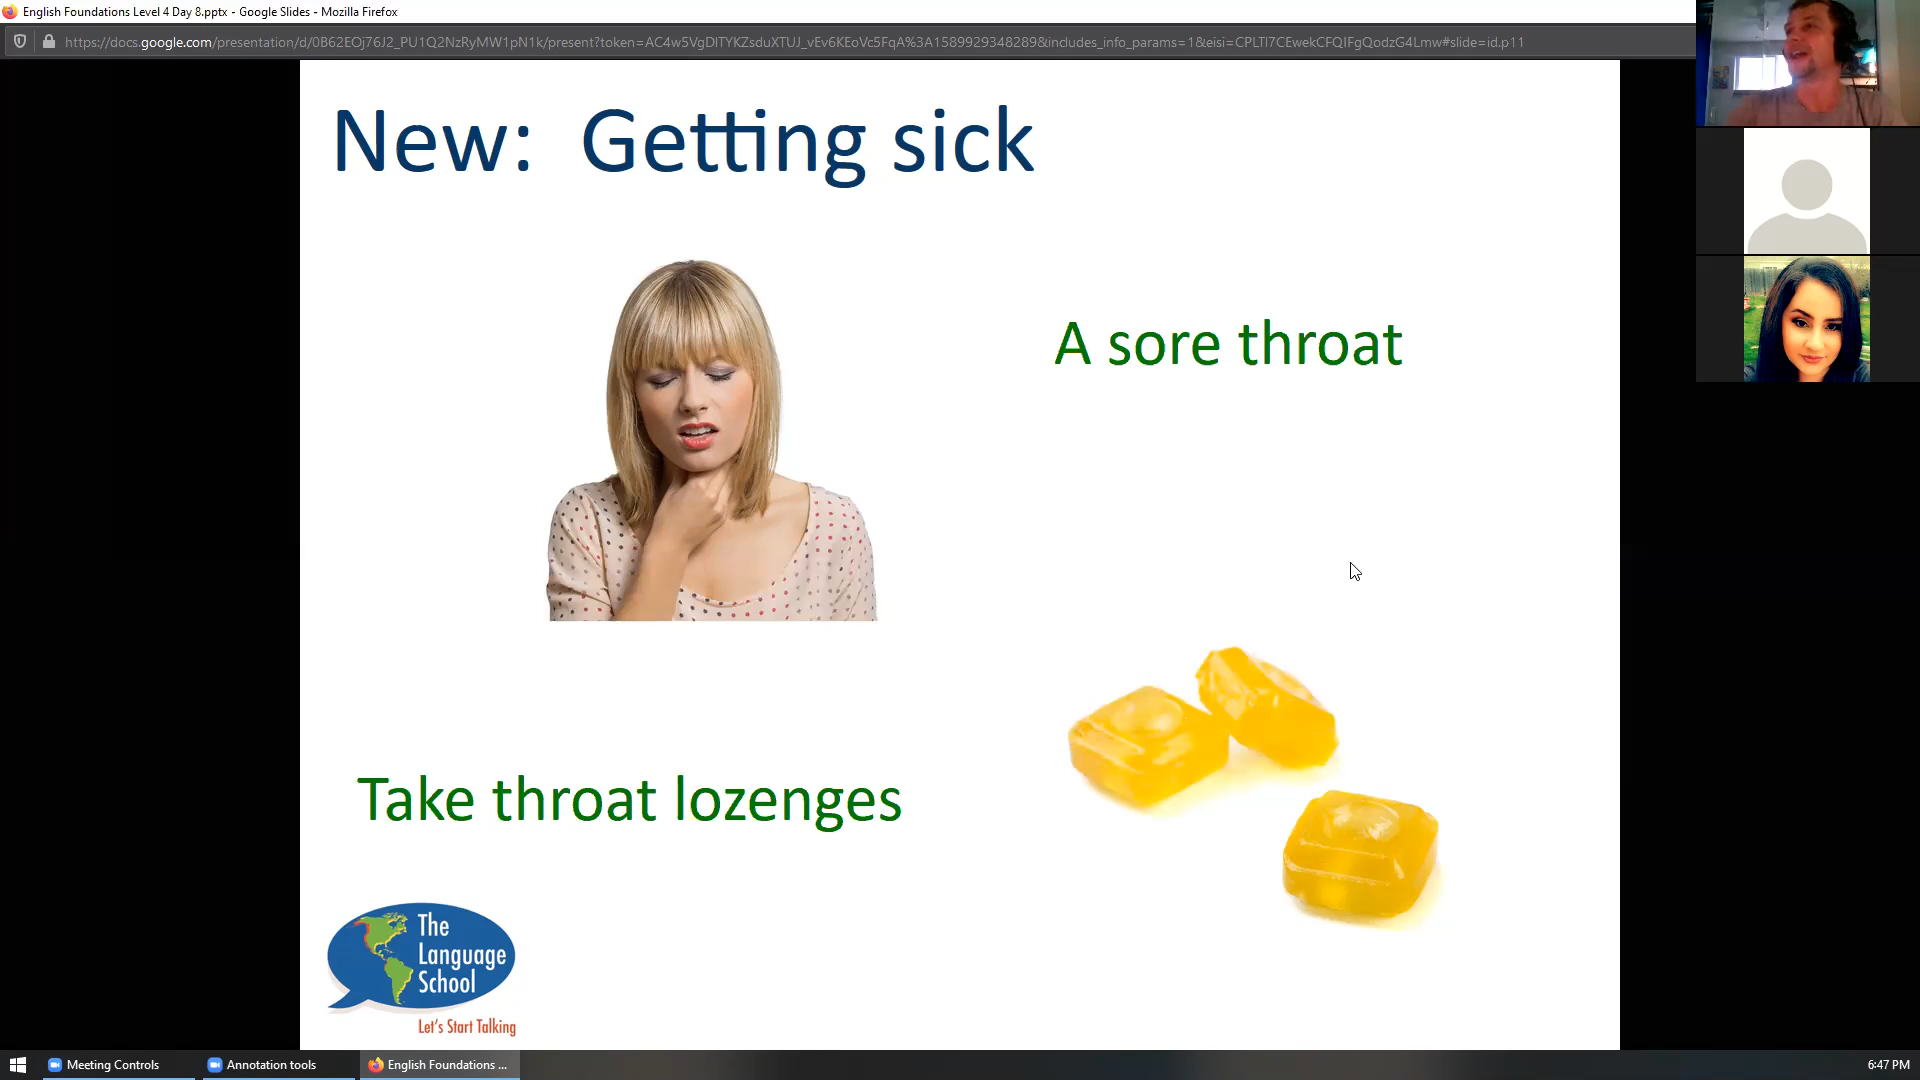 English Foundations Level 4 Day 8.pptx - Google Slides - Mozilla Firefox
https://docs.google.com/presentation/d/0B62EOj76J2_PU1Q2NzRyMW1pN1k/present?token=AC4w5VgDlTYKZsduXTUJ_vEv6KEoVc5FqA%3A1589929348289&includes_info_params=1&eisi=CPLTl7CEwekCFQIFgQodzG4Lmw#slide=id.p11
New: Getting sick
A sore throat
Take throat lozenges
The
Language
School
Let's Start Talking
Meeting Controls
Annotation tools
English Foundations ...
6:47 PM